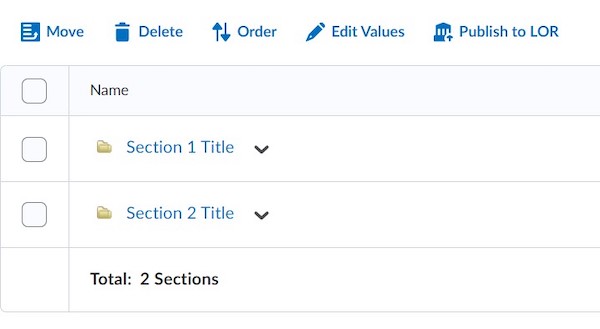 Move Delete Order Edit Values Publish to LOR
Name
Section 1 Title
Section 2 Title
Total: 2 Sections